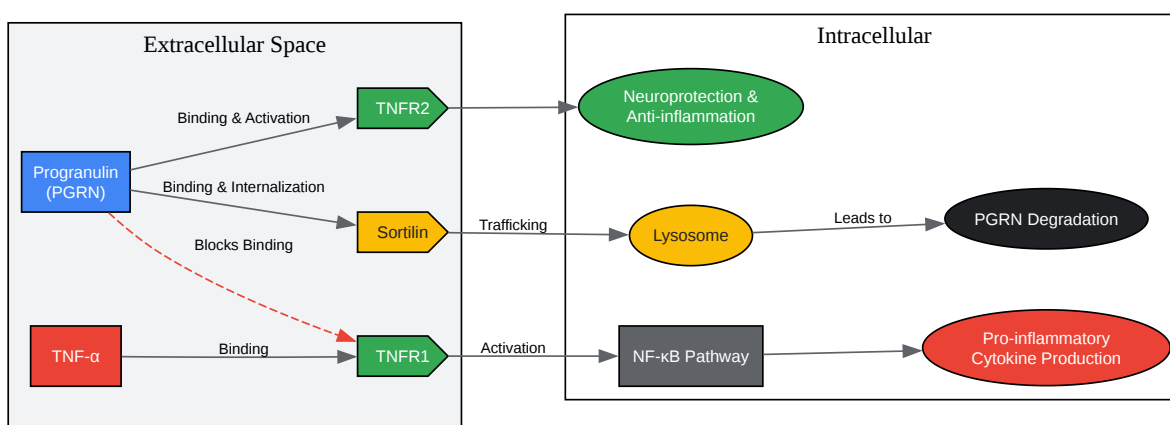 Extracellular Space
Intracellular
TNFR2
Neuroprotection &
Anti-inflammation
Binding & Activation
Progranulin
(PGRN)
Binding & Internalization
Sortilin
Trafficking
Lysosome
Leads to
PGRN Degradation
Blocks Binding
TNF-α
Binding
TNFR1
Activation
NF-κB Pathway
Pro-inflammatory
Cytokine Production